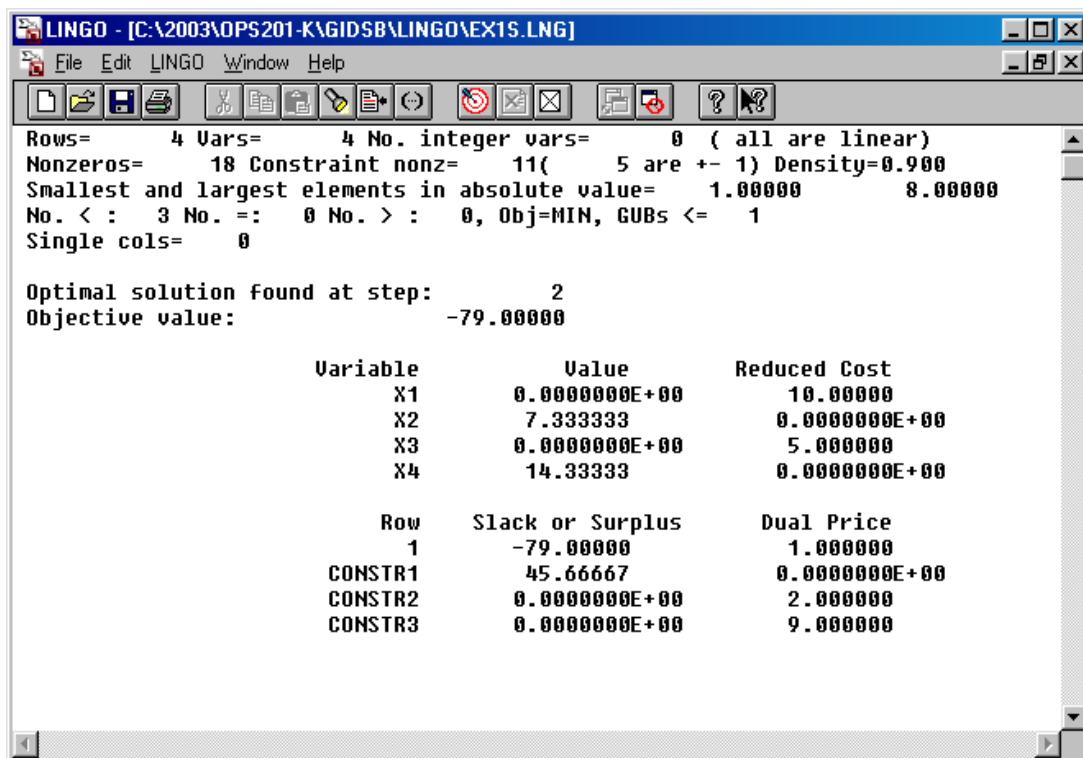 LINGO - [C:\2003\OPS201-K\GIDSB\LINGO\EX1S.LNG]
File Edit LINGO Window Help
Rows= 4 Vars= 4 No. integer vars= 0 ( all are linear)
Nonzeros= 18 Constraint nonz= 11( 5 are +- 1) Density=0.900
Smallest and largest elements in absolute value= 1.00000 8.00000
No. < : 3 No. =: 0 No. > : 0, Obj=MIN, GUBs <= 1
Single cols= 0
Optimal solution found at step: 2
Objective value: -79.00000
Variable Value Reduced Cost
X1 0.0000000E+00 10.00000
X2 7.333333 0.0000000E+00
X3 0.0000000E+00 5.000000
X4 14.33333 0.0000000E+00
Row Slack or Surplus Dual Price
1 -79.00000 1.000000
CONSTR1 45.66667 0.0000000E+00
CONSTR2 0.0000000E+00 2.000000
CONSTR3 0.0000000E+00 9.000000